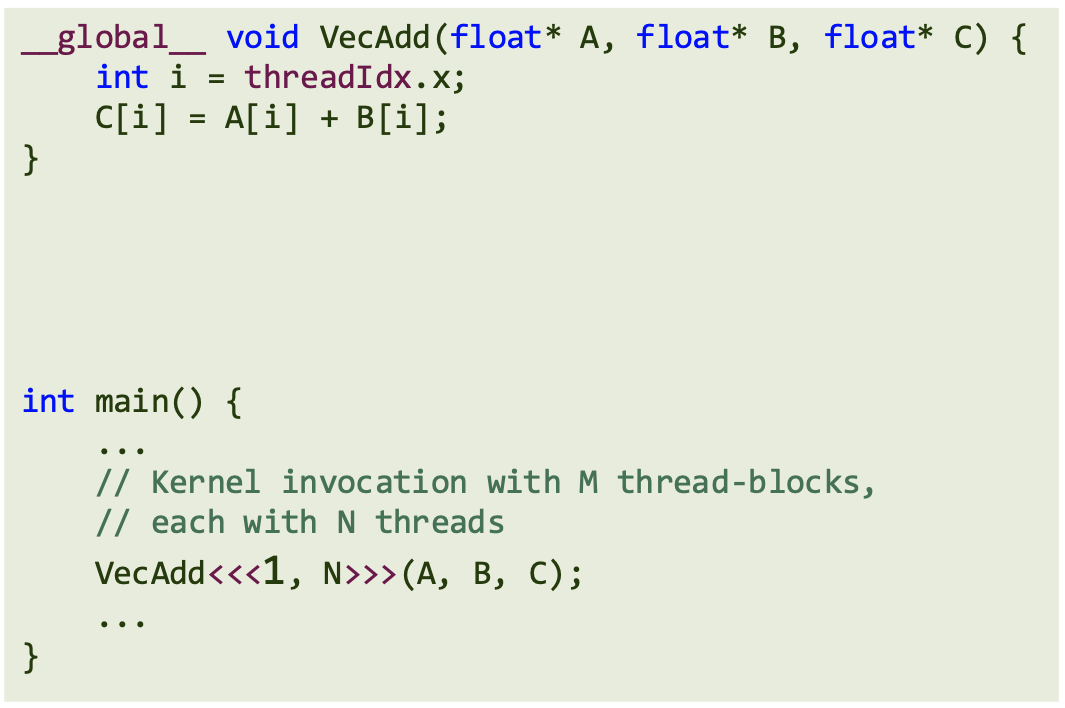 __global__ void VecAdd(float* A, float* B, float* C) {
    int i = threadIdx.x;
    C[i] = A[i] + B[i];
}
int main() {
    ...
    // Kernel invocation with M thread-blocks,
    // each with N threads
    VecAdd<<<1, N>>>(A, B, C);
    ...
}